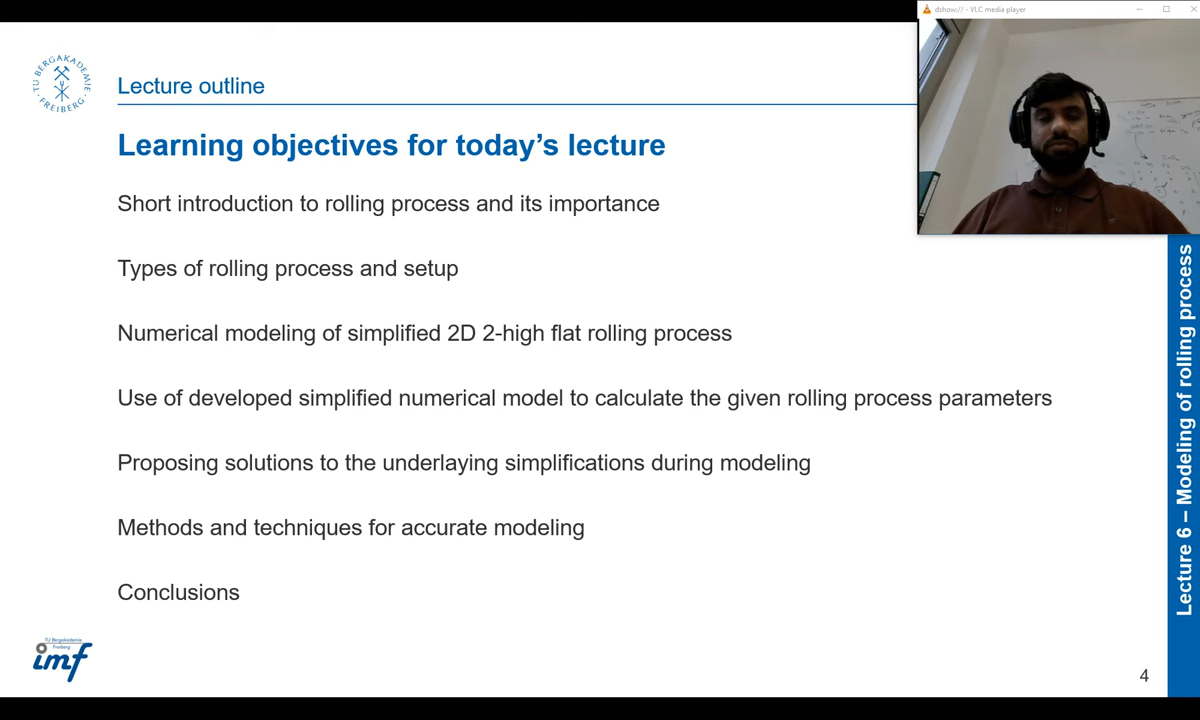 dshow:// - VLC media player
TU BERGAKADEMIE
FREIBERG
Lecture outline
Learning objectives for today's lecture
Short introduction to rolling process and its importance
Types of rolling process and setup
Numerical modeling of simplified 2D 2-high flat rolling process
Use of developed simplified numerical model to calculate the given rolling process parameters
Proposing solutions to the underlaying simplifications during modeling
Methods and techniques for accurate modeling
Conclusions
Lecture 6 – Modeling of rolling process
TU Bergakademie
Freiberg
imf
4